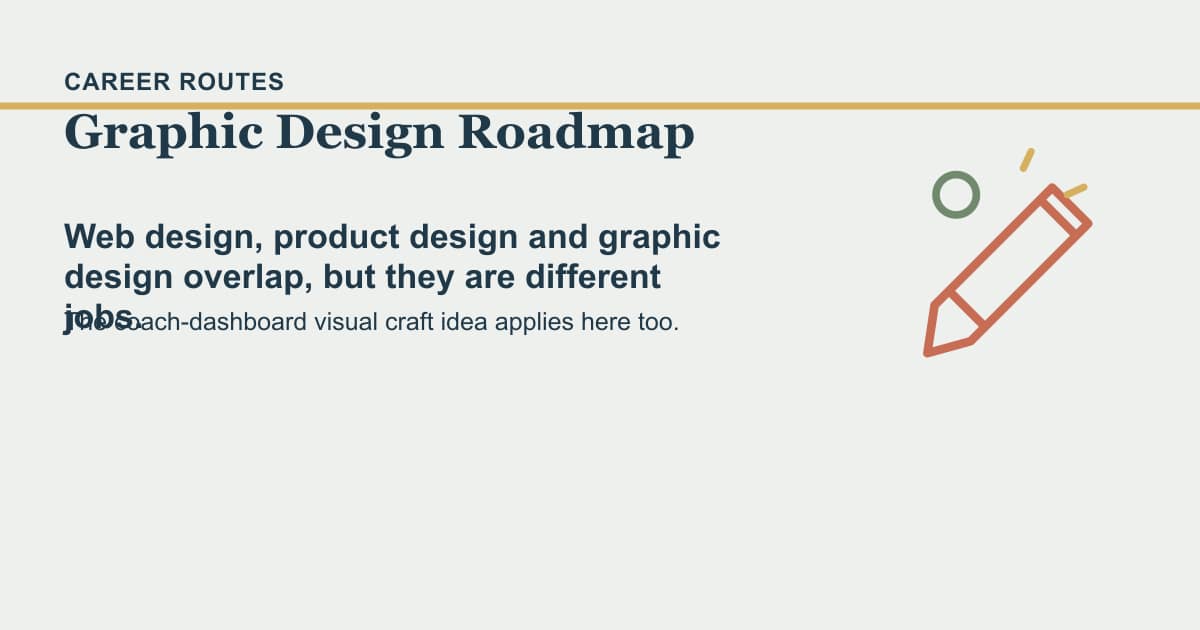 CAREER ROUTES
Graphic Design Roadmap
Web design, product design and graphic
design overlap, but they are different
jobs.
The coach-dashboard visual craft idea applies here too.